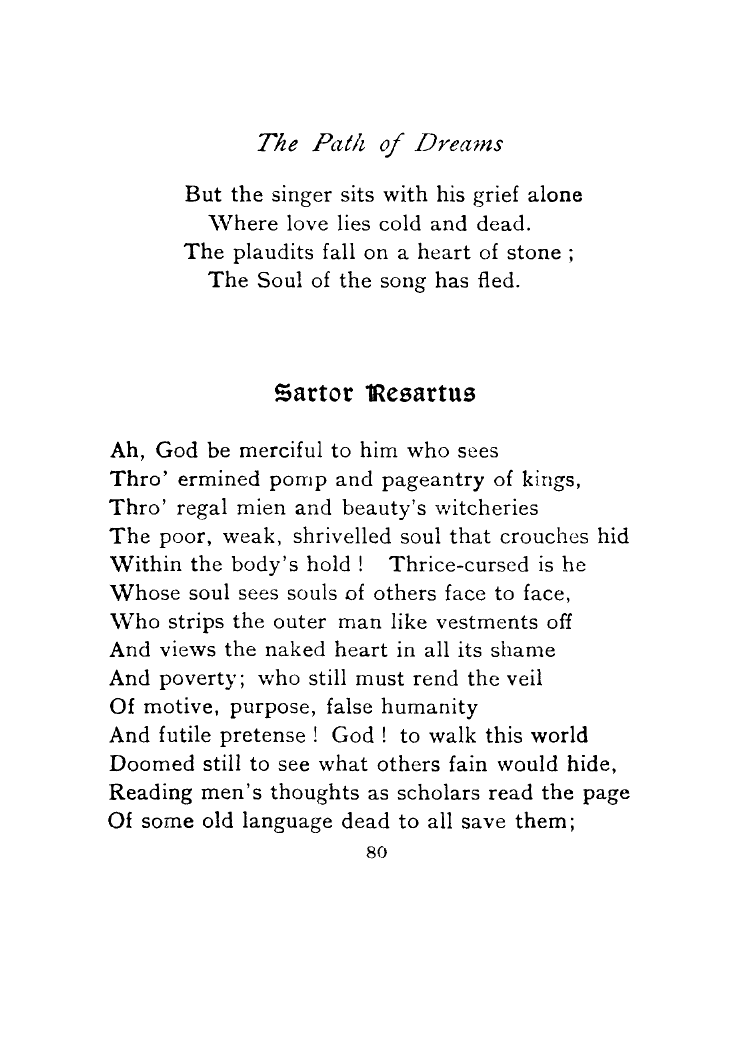 The Path of Dreams
But the singer sits with his grief alone
Where love lies cold and dead.
The plaudits fall on a heart of stone ;
The Soul of the song has fled.
Sartor Resartus
Ah, God be merciful to him who sees
Thro' ermined pomp and pageantry of kings,
Thro' regal mien and beauty's witcheries
The poor, weak, shrivelled soul that crouches hid
Within the body's hold ! Thrice-cursed is he
Whose soul sees souls of others face to face,
Who strips the outer man like vestments off
And views the naked heart in all its shame
And poverty; who still must rend the veil
Of motive, purpose, false humanity
And futile pretense ! God ! to walk this world
Doomed still to see what others fain would hide,
Reading men's thoughts as scholars read the page
Of some old language dead to all save them;
80